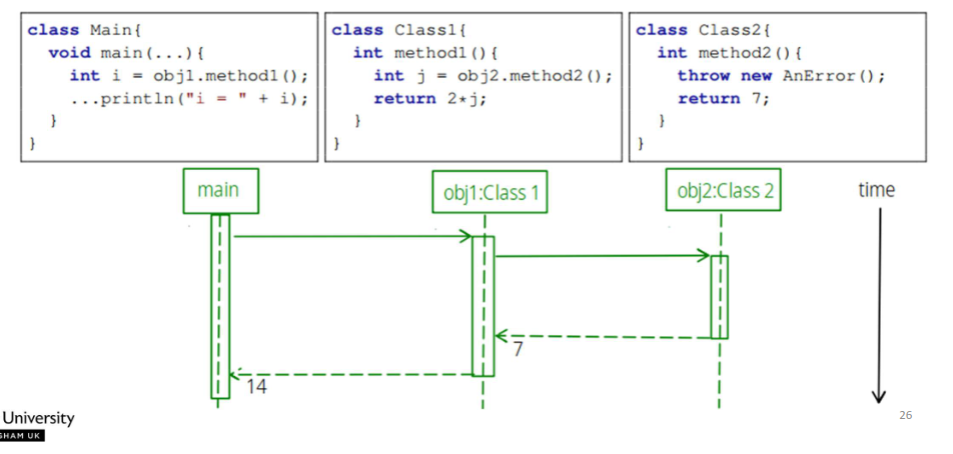 class Main{
void main(...){
int i = obj1.method1();
...println("i = " + i);
}
}
class Class1{
int method1(){
int j = obj2.method2();
return 2*j;
}
}
class Class2{
int method2(){
throw new AnError();
return 7;
}
}
main
obj1:Class 1
obj2:Class 2
time
7
14
University
GHAM UK
26